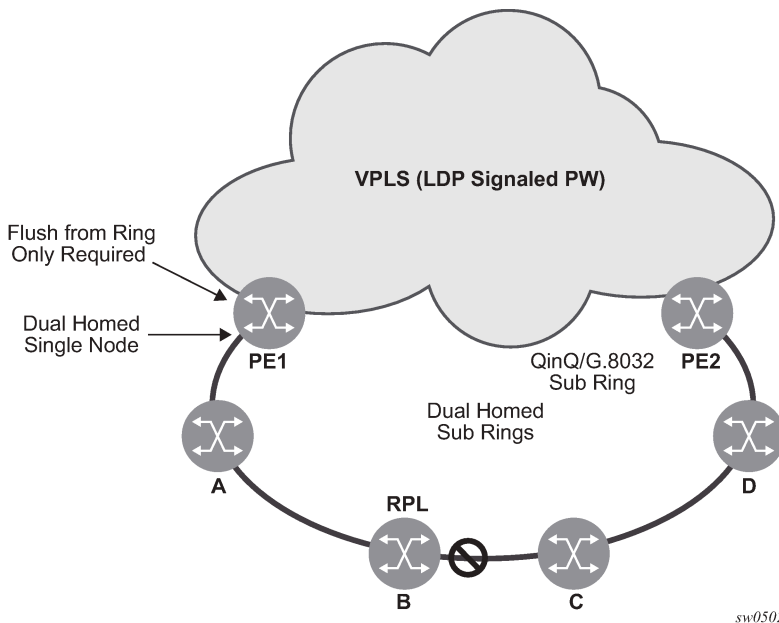 VPLS (LDP Signaled PW)
Flush from Ring
Only Required
Dual Homed
Single Node
PE1
QinQ/G.8032
Sub Ring
PE2
Dual Homed
Sub Rings
A
D
RPL
B
C